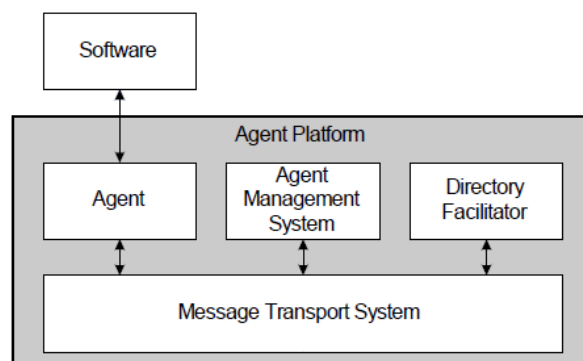 Software
Agent Platform
Agent
Agent
Management
System
Directory
Facilitator
Message Transport System